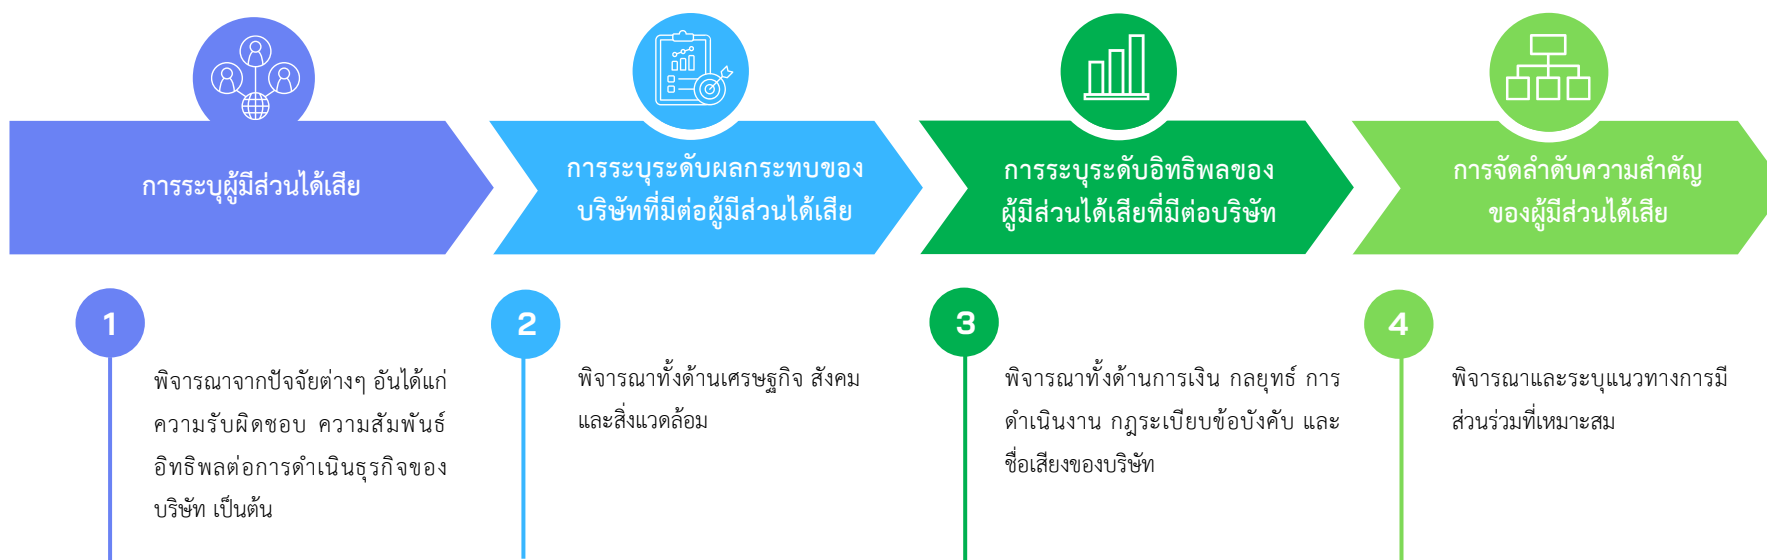 การระบุผู้มีส่วนได้เสีย
การระบุระดับผลกระทบของ
บริษัทที่มีต่อผู้มีส่วนได้เสีย
การระบุระดับอิทธิพลของ
ผู้มีส่วนได้เสียที่มีต่อบริษัท
การจัดลำดับความสำคัญ
ของผู้มีส่วนได้เสีย
1
พิจารณาจากปัจจัยต่างๆ อันได้แก่
ความรับผิดชอบ ความสัมพันธ์
อิทธิพลต่อการดำเนินธุรกิจของ
บริษัท เป็นต้น
2
พิจารณาทั้งด้านเศรษฐกิจ สังคม
และสิ่งแวดล้อม
3
พิจารณาทั้งด้านการเงิน กลยุทธ์ การ
ดำเนินงาน กฎระเบียบข้อบังคับ และ
ชื่อเสียงของบริษัท
4
พิจารณาและระบุแนวทางการมี
ส่วนร่วมที่เหมาะสม